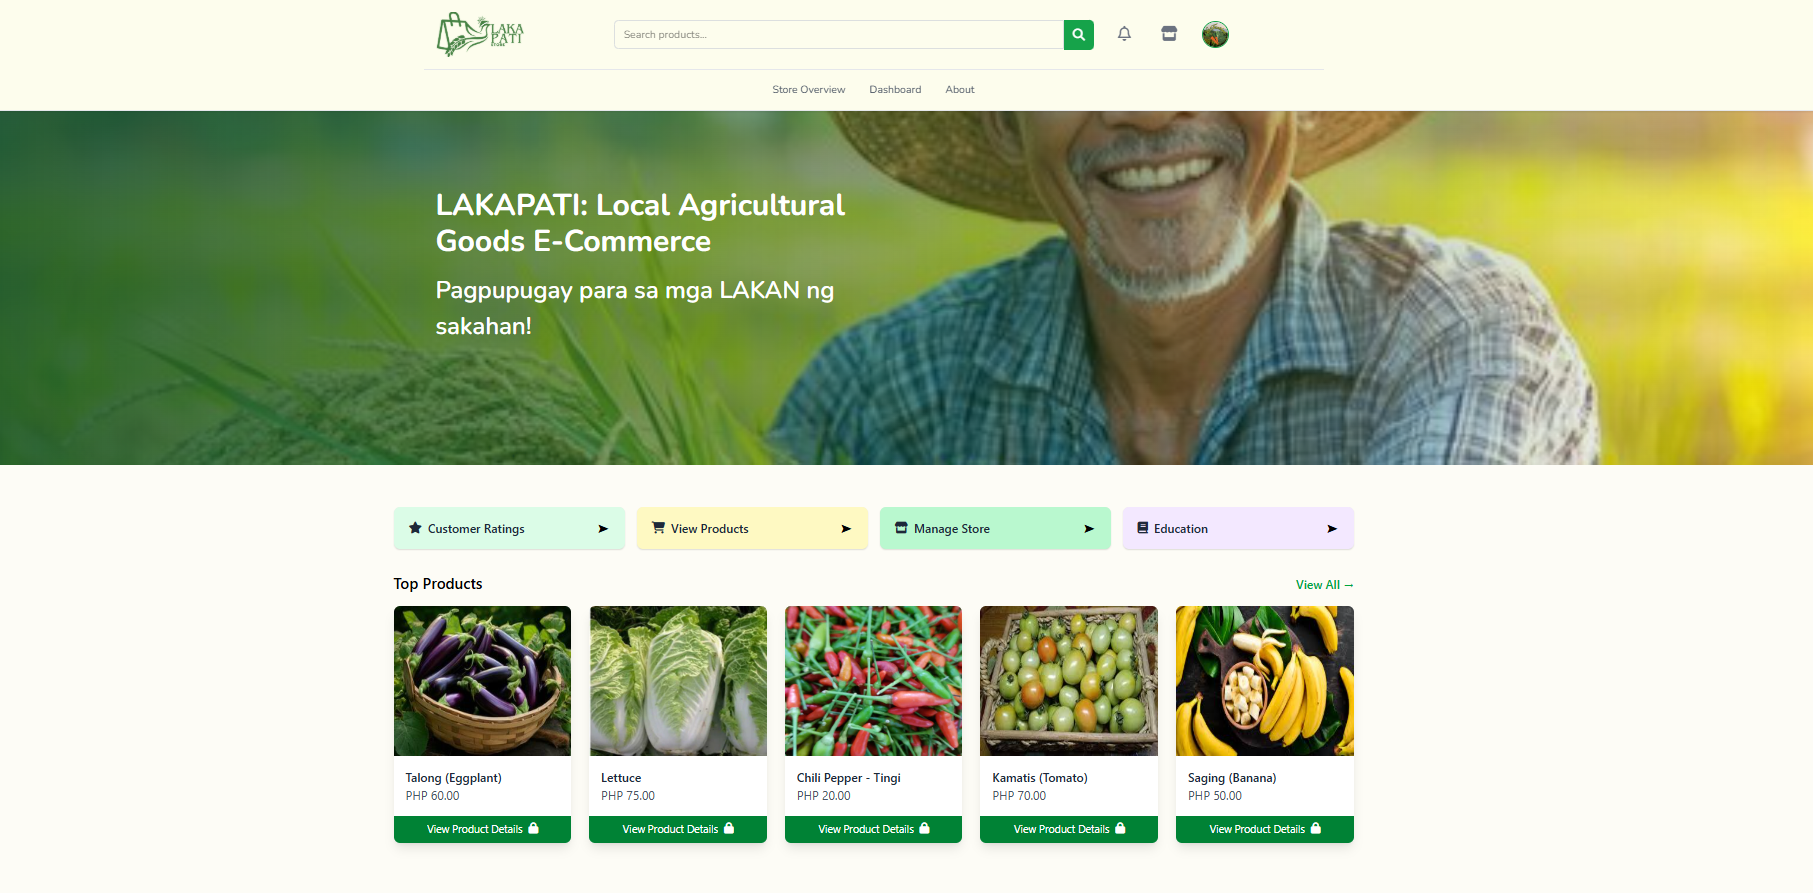 LAKA
PATI
STORE
Search products...
Store Overview
Dashboard
About
LAKAPATI: Local Agricultural
Goods E-Commerce
Pagpupugay para sa mga LAKAN ng
sakahan!
Customer Ratings
View Products
Manage Store
Education
Top Products
View All →
Talong (Eggplant)
PHP 60.00
View Product Details
Lettuce
PHP 75.00
View Product Details
Chili Pepper - Tingi
PHP 20.00
View Product Details
Kamatis (Tomato)
PHP 70.00
View Product Details
Saging (Banana)
PHP 50.00
View Product Details